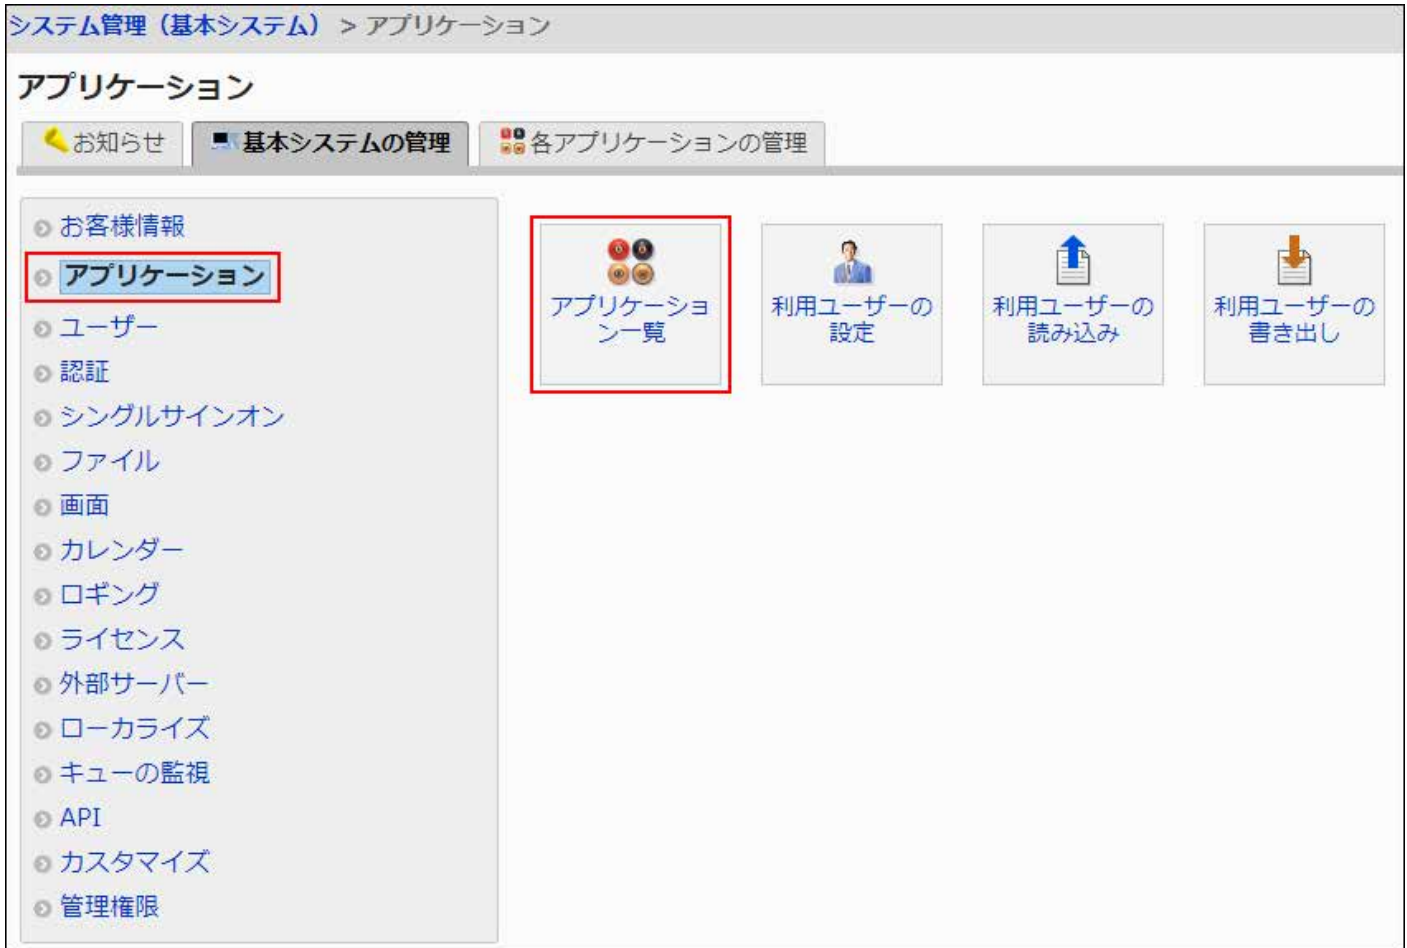 システム管理（基本システム） > アプリケーション
アプリケーション
お知らせ 基本システムの管理 各アプリケーションの管理
お客様情報
アプリケーション
ユーザー
認証
シングルサインオン
ファイル
画面
カレンダー
ロギング
ライセンス
外部サーバー
ローカライズ
キューの監視
API
カスタマイズ
管理権限
アプリケーショ
ン一覧
利用ユーザーの
設定
利用ユーザーの
読み込み
利用ユーザーの
書き出し